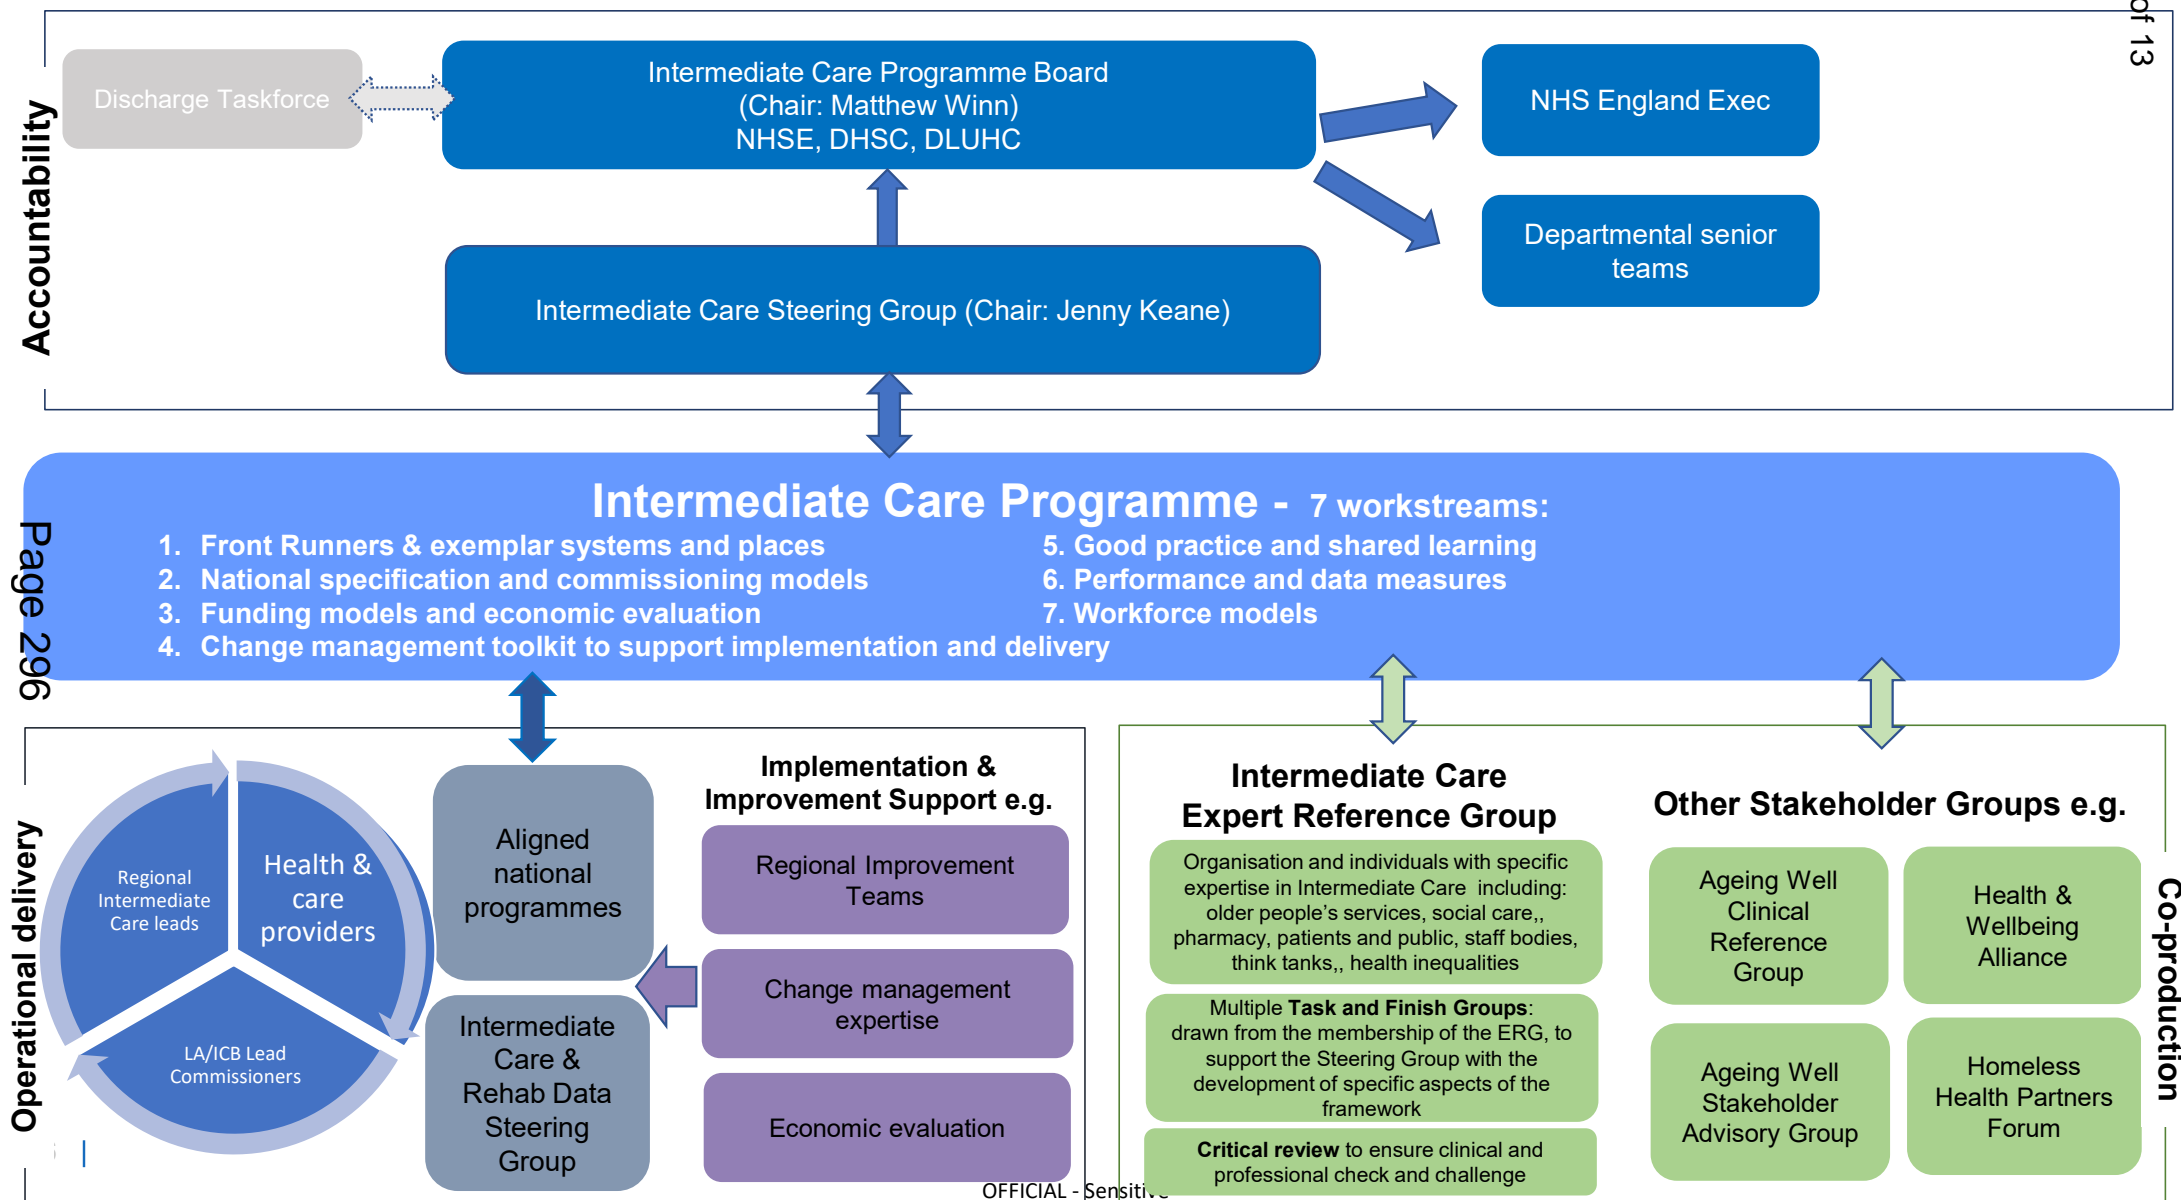 of 13
Accountability
Discharge Taskforce
Intermediate Care Programme Board
(Chair: Matthew Winn)
NHSE, DHSC, DLUHC
NHS England Exec
Departmental senior
teams
Intermediate Care Steering Group (Chair: Jenny Keane)
Page 296
Intermediate Care Programme - 7 workstreams:
1. Front Runners & exemplar systems and places
2. National specification and commissioning models
3. Funding models and economic evaluation
4. Change management toolkit to support implementation and delivery
5. Good practice and shared learning
6. Performance and data measures
7. Workforce models
Operational delivery
Regional
Intermediate
Care leads
Health &
care
providers
LA/ICB Lead
Commissioners
Aligned
national
programmes
Intermediate
Care &
Rehab Data
Steering
Group
Implementation &
Improvement Support e.g.
Regional Improvement
Teams
Change management
expertise
Economic evaluation
Intermediate Care
Expert Reference Group
Organisation and individuals with specific
expertise in Intermediate Care including:
older people’s services, social care,,
pharmacy, patients and public, staff bodies,
think tanks,, health inequalities
Multiple Task and Finish Groups:
drawn from the membership of the ERG, to
support the Steering Group with the
development of specific aspects of the
framework
Critical review to ensure clinical and
professional check and challenge
Other Stakeholder Groups e.g.
Ageing Well
Clinical
Reference
Group
Health &
Wellbeing
Alliance
Ageing Well
Stakeholder
Advisory Group
Homeless
Health Partners
Forum
Co-production
OFFICIAL - Sensitive